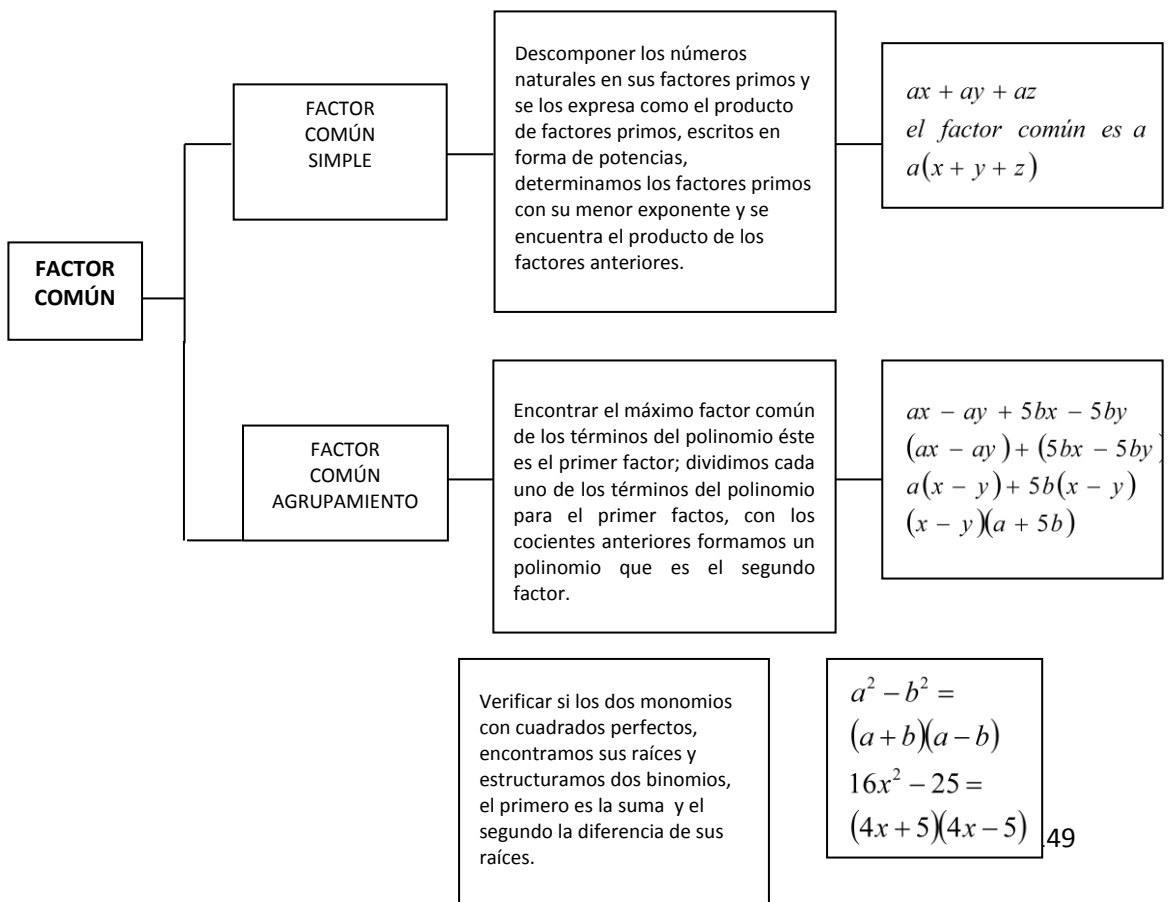 FACTOR
COMÚN
FACTOR
COMÚN
SIMPLE
Descomponer los números
naturales en sus factores primos y
se los expresa como el producto
de factores primos, escritos en
forma de potencias,
determinamos los factores primos
con su menor exponente y se
encuentra el producto de los
factores anteriores.
ax + ay + az
el factor común es a
a(x + y + z)
FACTOR
COMÚN
AGRUPAMIENTO
Encontrar el máximo factor común
de los términos del polinomio éste
es el primer factor; dividimos cada
uno de los términos del polinomio
para el primer factos, con los
cocientes anteriores formamos un
polinomio que es el segundo
factor.
ax − ay + 5bx − 5by
(ax − ay) + (5bx − 5by)
a(x − y) + 5b(x − y)
(x − y)(a + 5b)
Verificar si los dos monomios
con cuadrados perfectos,
encontramos sus raíces y
estructuramos dos binomios,
el primero es la suma y el
segundo la diferencia de sus
raíces.
a² − b² =
(a + b)(a − b)
16x² − 25 =
(4x + 5)(4x − 5)
49